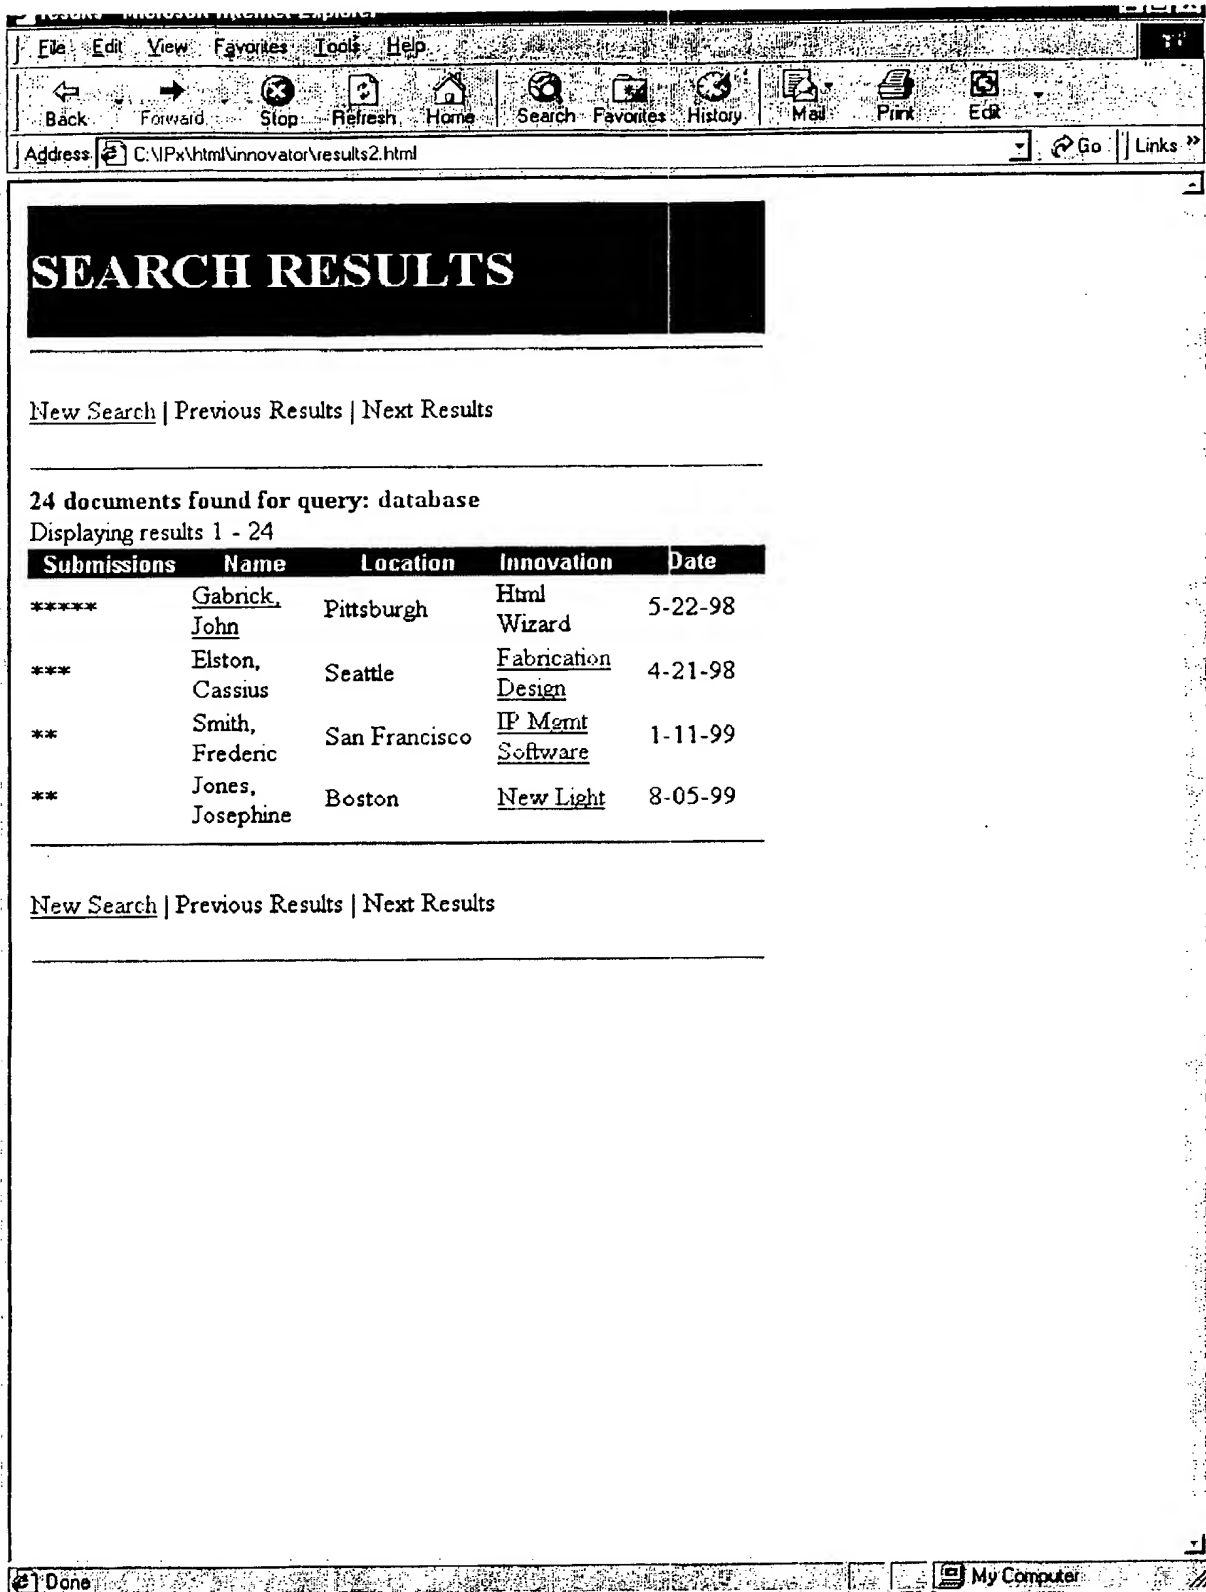 Results - Microsoft Internet Explorer
File Edit View Favorites Tools Help
Back Forward Stop Refresh Home Search Favorites History Mail Print Edit
Address C:\IPx\html\innovator\results2.html Go Links »
SEARCH RESULTS
New Search | Previous Results | Next Results
24 documents found for query: database
Displaying results 1 - 24
Submissions Name Location Innovation Date
***** Gabrick, John Pittsburgh Html Wizard 5-22-98
*** Elston, Cassius Seattle Fabrication Design 4-21-98
** Smith, Frederic San Francisco IP Mgmt Software 1-11-99
** Jones, Josephine Boston New Light 8-05-99
New Search | Previous Results | Next Results
Done My Computer